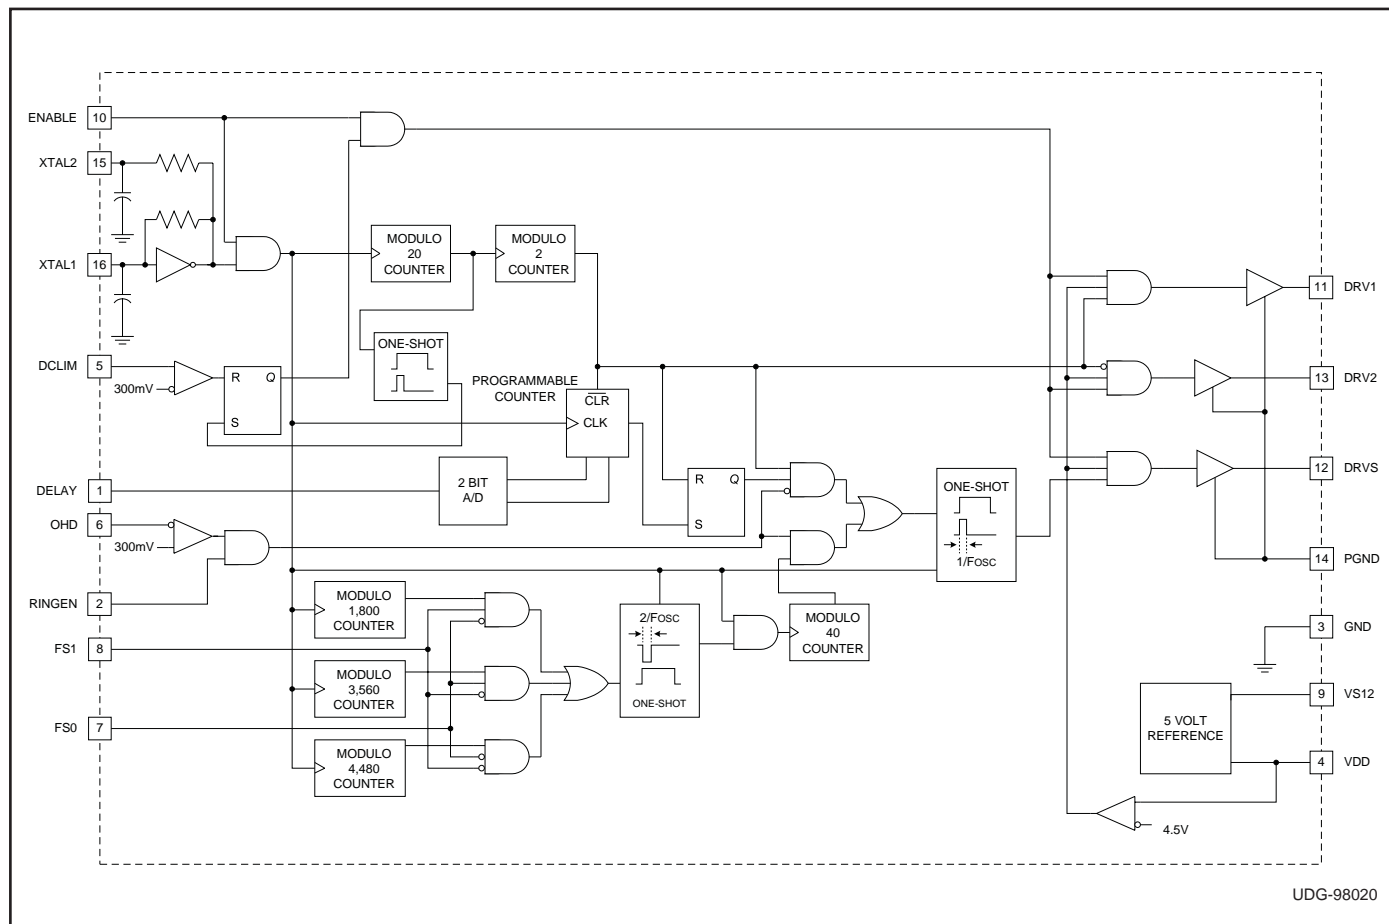 ENABLE 10
XTAL2 15
XTAL1 16
MODULO
20
COUNTER
MODULO
2
COUNTER
11 DRV1
DCLIM 5
300mV
R Q
S
ONE-SHOT
PROGRAMMABLE
COUNTER
CLR
CLK
13 DRV2
DELAY 1
2 BIT
A/D
R Q
S
ONE-SHOT
1/FOSC
12 DRVS
OHD 6
300mV
14 PGND
RINGEN 2
MODULO
1,800
COUNTER
2/FOSC
ONE-SHOT
MODULO
40
COUNTER
3 GND
FS1 8
MODULO
3,560
COUNTER
FS0 7
MODULO
4,480
COUNTER
9 VS12
5 VOLT
REFERENCE
4 VDD
4.5V
UDG-98020